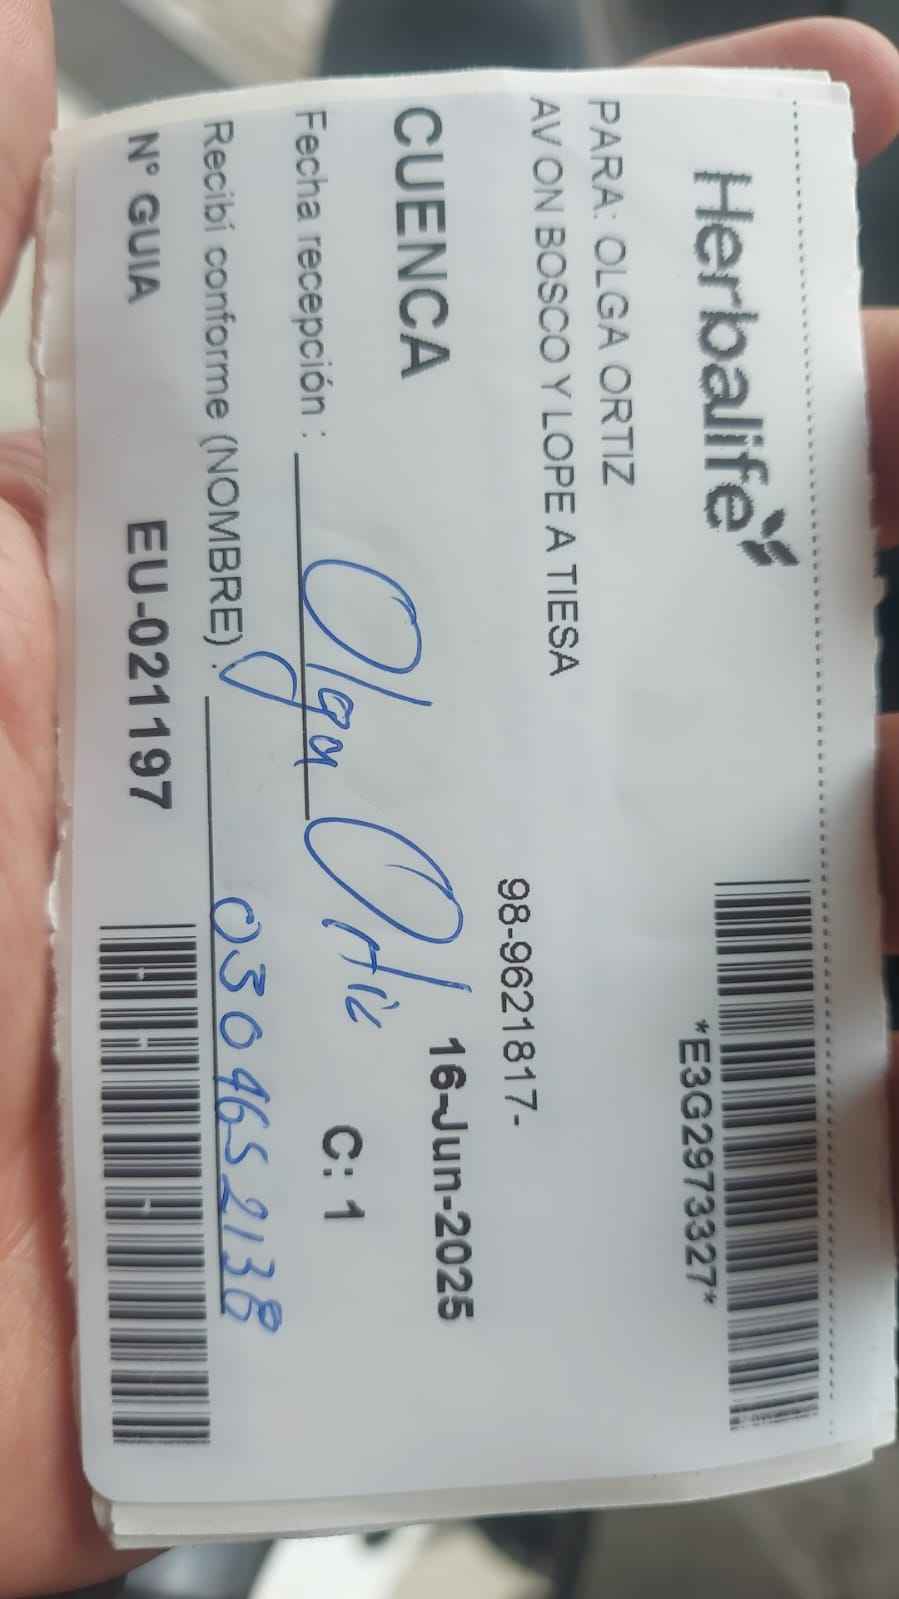 Herbalife
*E3G2973327*
PARA: OLGA ORTIZ
AV ON BOSCO Y LOPE A TIESA
98-9621817-
CUENCA
16-Jun-2025
Fecha recepción : Olga Ortiz
C: 1
Recibí conforme (NOMBRE) : 0304652138
Nº GUIA EU-021197